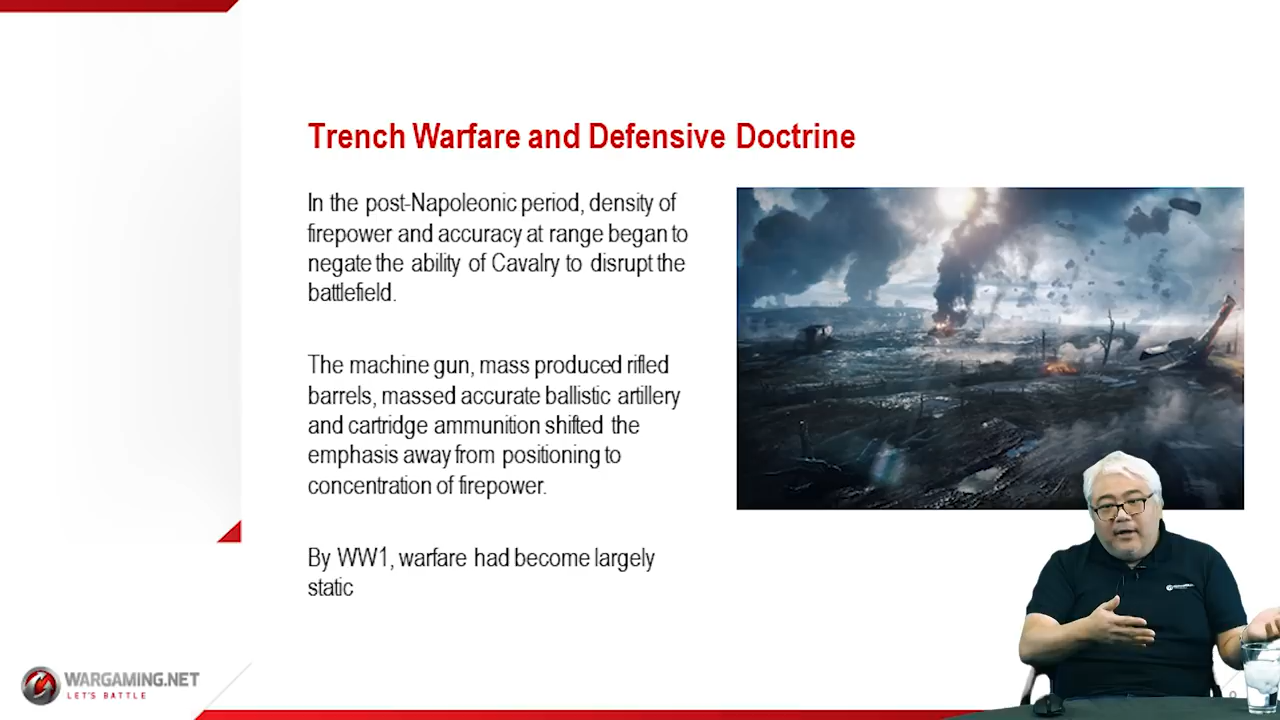 Trench Warfare and Defensive Doctrine
In the post-Napoleonic period, density of
firepower and accuracy at range began to
negate the ability of Cavalry to disrupt the
battlefield.
The machine gun, mass produced rifled
barrels, massed accurate ballistic artillery
and cartridge ammunition shifted the
emphasis away from positioning to
concentration of firepower.
By WW1, warfare had become largely
static
WARGAMING.NET
LET'S BATTLE